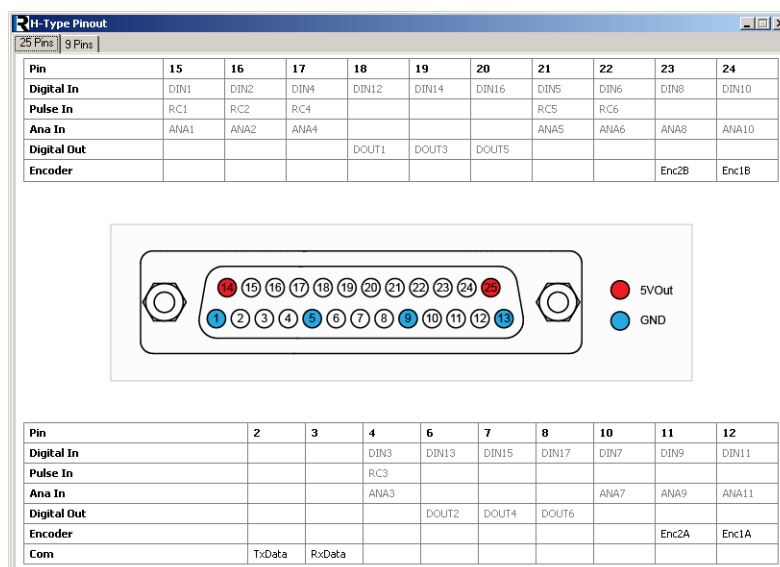 H-Type Pinout
25 Pins 9 Pins
Pin 15 16 17 18 19 20 21 22 23 24
Digital In DIN1 DIN2 DIN4 DIN12 DIN14 DIN16 DIN5 DIN6 DIN8 DIN10
Pulse In RC1 RC2 RC4 RC5 RC6
Ana In ANA1 ANA2 ANA4 ANA5 ANA6 ANA8 ANA10
Digital Out DOUT1 DOUT3 DOUT5
Encoder Enc2B Enc1B
14 15 16 17 18 19 20 21 22 23 24 25 5VOut
1 2 3 4 5 6 7 8 9 10 11 12 13 GND
Pin 2 3 4 6 7 8 10 11 12
Digital In DIN3 DIN13 DIN15 DIN17 DIN7 DIN9 DIN11
Pulse In RC3
Ana In ANA3 ANA7 ANA9 ANA11
Digital Out DOUT2 DOUT4 DOUT6
Encoder Enc2A Enc1A
Com TxData RxData